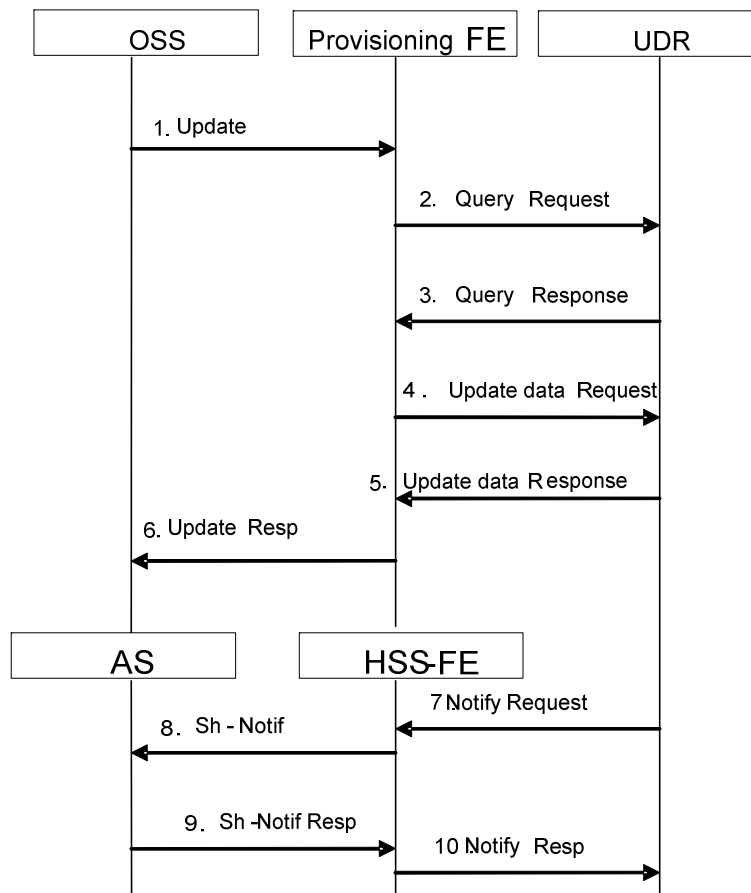 OSS
Provisioning FE
UDR
1. Update
2. Query Request
3. Query Response
4. Update data Request
5. Update data Response
6. Update Resp
AS
HSS-FE
7.Notify Request
8. Sh-Notif
9. Sh-Notif Resp
10.Notify Resp